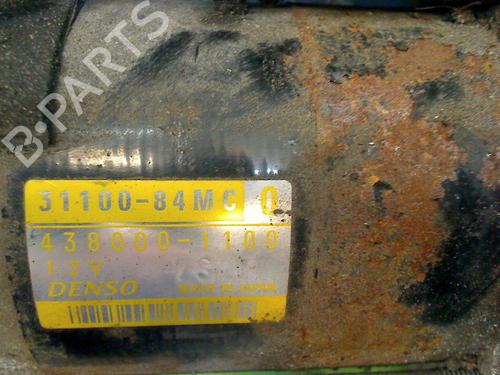 B-PARTS
31100-84MC0
438000-1100
12V
DENSO MADE IN JAPAN